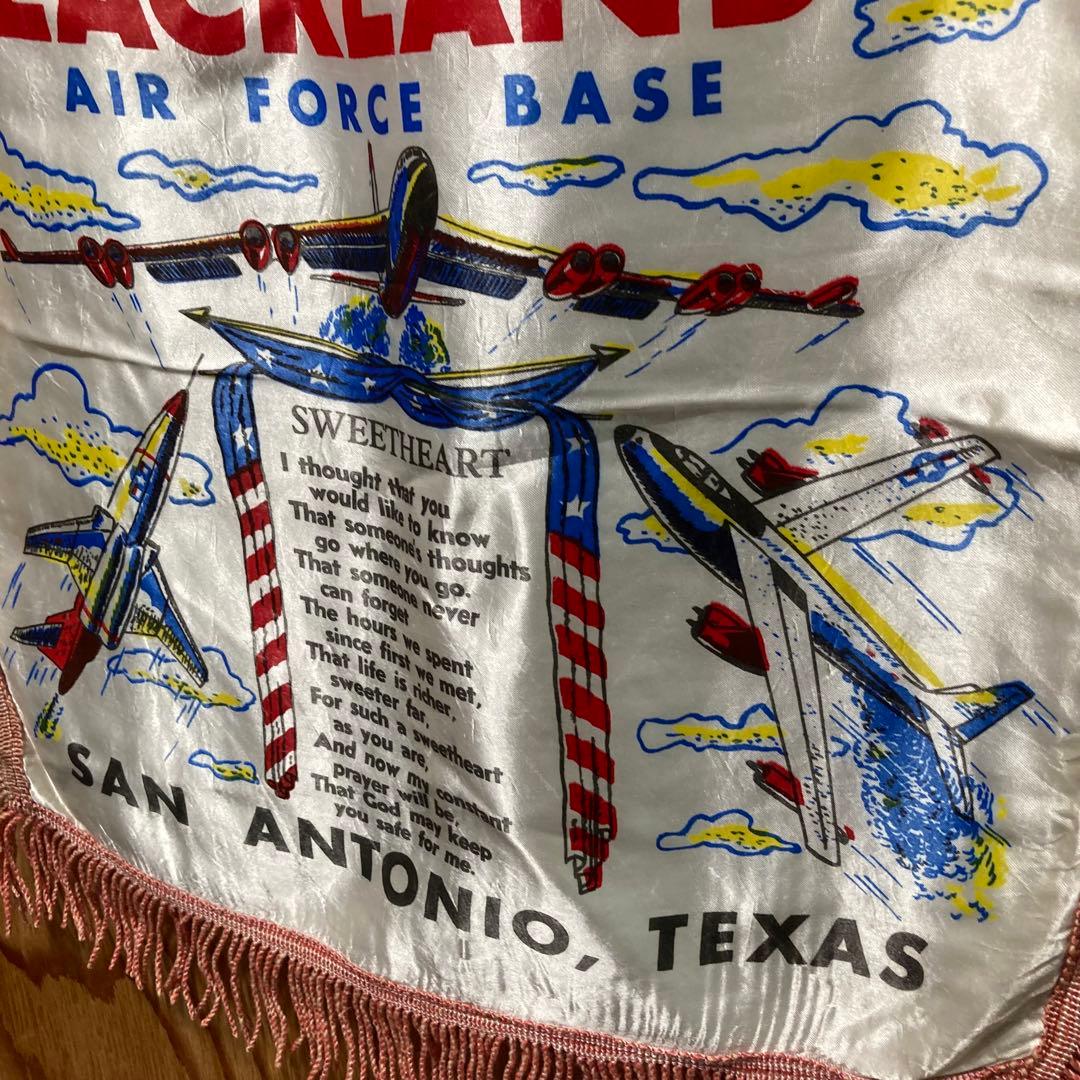 LACKLAND
AIR FORCE BASE
SWEETHEART
I thought that you
would like to know
That someone's thoughts
go where you go.
That someone never
can forget
The hours we spent
since first we met,
That life is richer,
sweeter far,
For such a sweetheart
as you are,
And now my constant
prayer will be,
That God may keep
you safe for me.
SAN ANTONIO, TEXAS